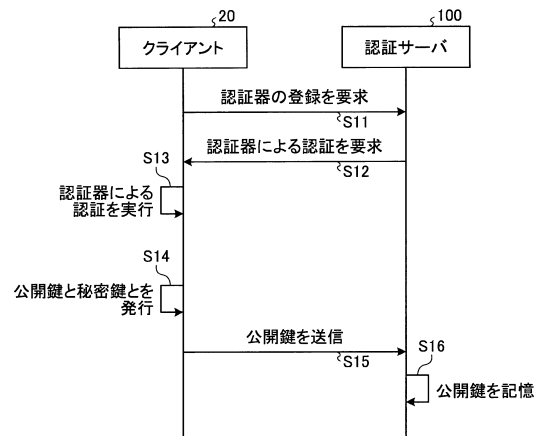 20
クライアント
100
認証サーバ
認証器の登録を要求
S11
認証器による認証を要求
S12
S13
認証器による
認証を実行
S14
公開鍵と秘密鍵とを
発行
公開鍵を送信
S15
S16
公開鍵を記憶